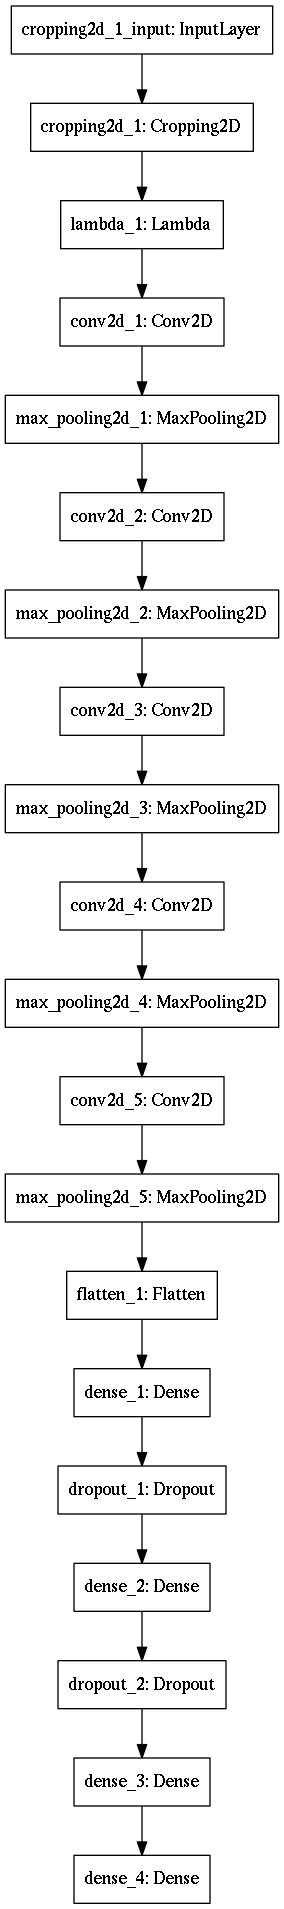 cropping2d_1_input: InputLayer
cropping2d_1: Cropping2D
lambda_1: Lambda
conv2d_1: Conv2D
max_pooling2d_1: MaxPooling2D
conv2d_2: Conv2D
max_pooling2d_2: MaxPooling2D
conv2d_3: Conv2D
max_pooling2d_3: MaxPooling2D
conv2d_4: Conv2D
max_pooling2d_4: MaxPooling2D
conv2d_5: Conv2D
max_pooling2d_5: MaxPooling2D
flatten_1: Flatten
dense_1: Dense
dropout_1: Dropout
dense_2: Dense
dropout_2: Dropout
dense_3: Dense
dense_4: Dense